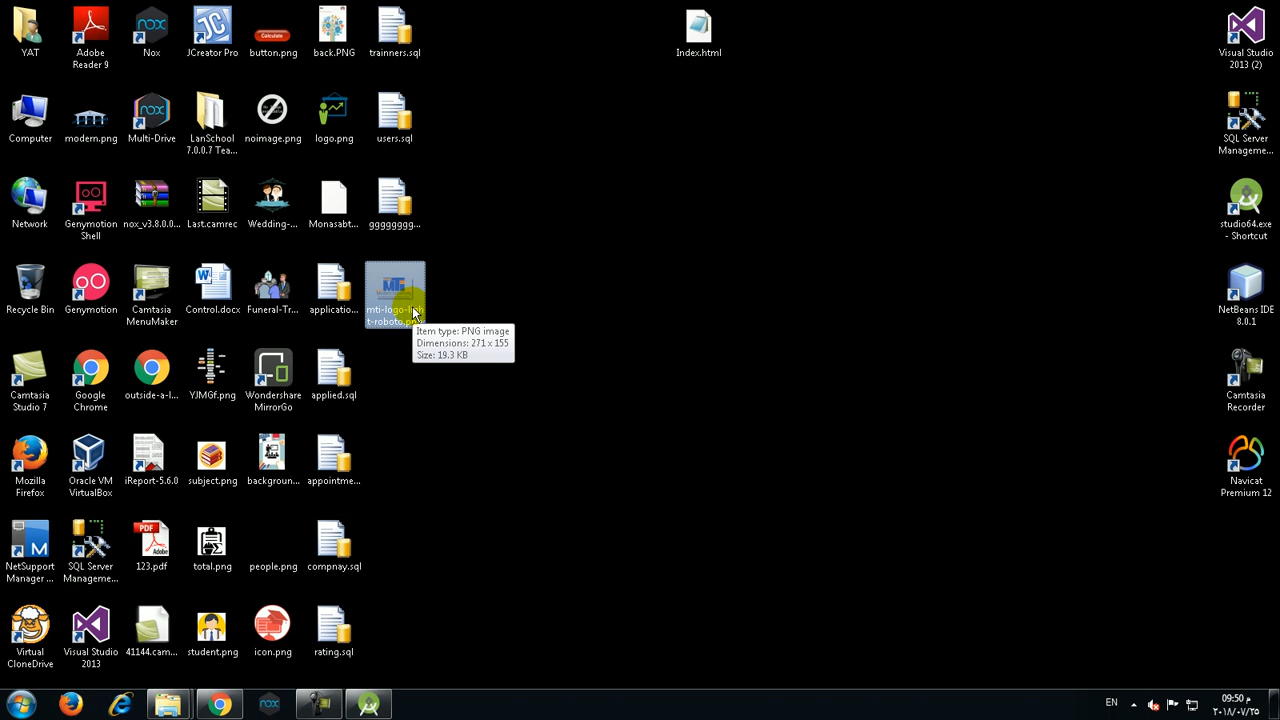 YAT
Adobe
Reader 9
Nox
JCreator Pro
button.png
back.PNG
trainners.sql
Index.html
Visual Studio
2013 (2)
Computer
modern.png
Multi-Drive
LanSchool
7.0.0.7 Tea...
noimage.png
logo.png
users.sql
SQL Server
Manageme...
Network
Genymotion
Shell
nox_v3.8.0.0...
Last.camrec
Wedding-...
Monasabt...
gggggggg...
studio64.exe
- Shortcut
Recycle Bin
Genymotion
Camtasia
MenuMaker
Control.docx
Funeral-Tr...
applicatio...
MTi
Item type: PNG image
Dimensions: 271 x 155
Size: 19.3 KB
NetBeans IDE
8.0.1
Camtasia
Studio 7
Google
Chrome
outside-a-l...
YJMGf.png
Wondershare
MirrorGo
applied.sql
Camtasia
Recorder
Mozilla
Firefox
Oracle VM
VirtualBox
iReport-5.6.0
subject.png
backgroun...
appointme...
Navicat
Premium 12
NetSupport
Manager ...
SQL Server
Manageme...
123.pdf
total.png
people.png
compnay.sql
Virtual
CloneDrive
Visual Studio
2013
41144.cam...
student.png
icon.png
rating.sql
EN
09:50 م
٢٠١٨/٠٧/٢٥